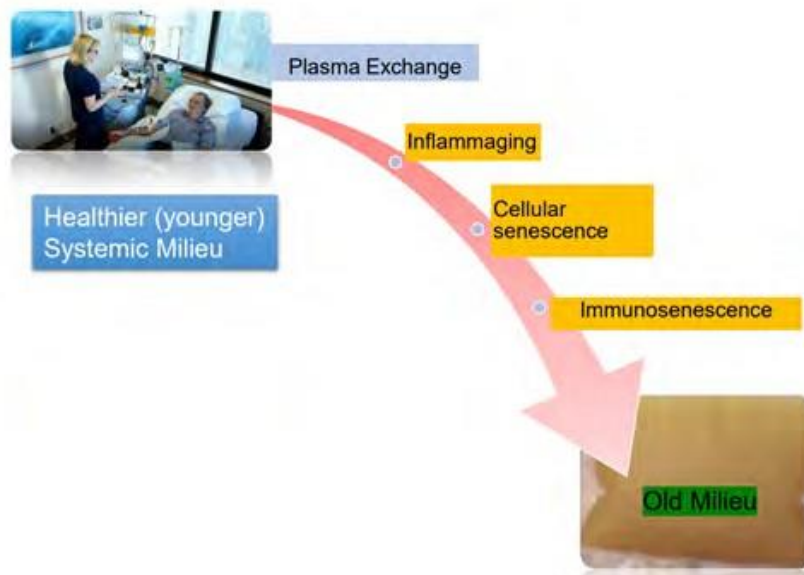 Plasma Exchange
Inflammaging
Healthier (younger)
Systemic Milieu
Cellular
senescence
Immunosenescence
Old Milieu